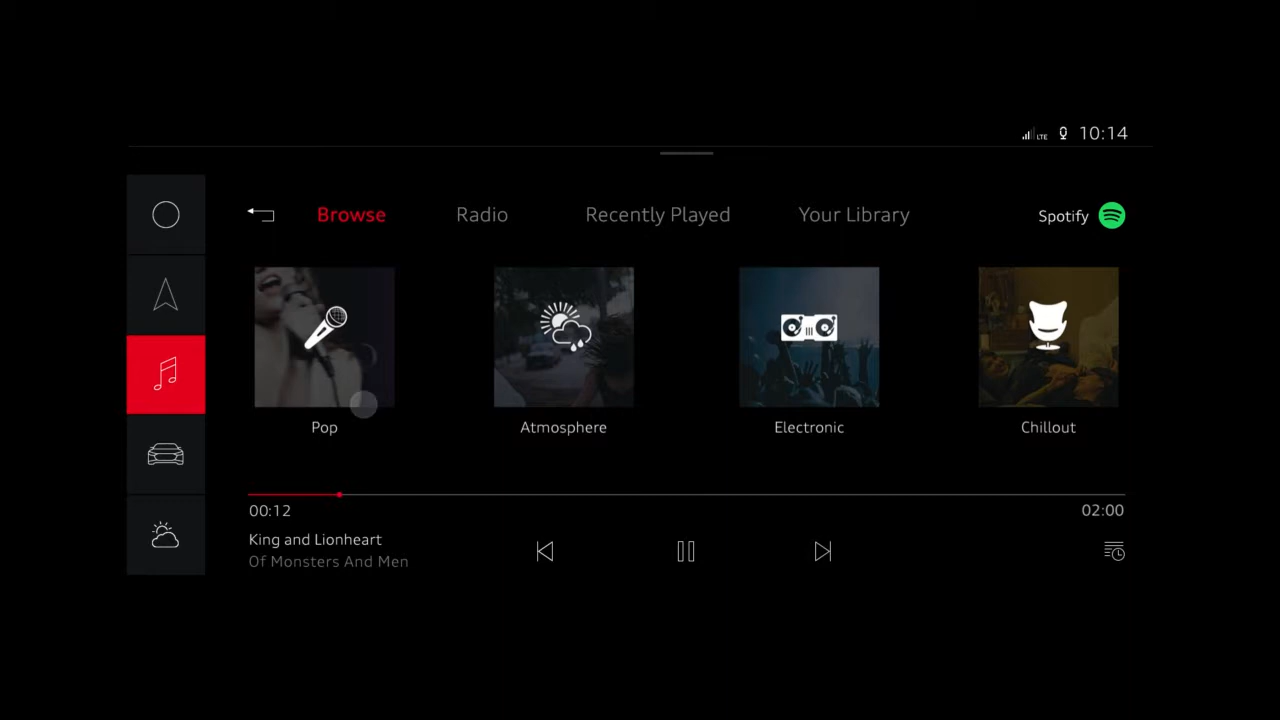 LTE 10:14
Browse Radio Recently Played Your Library Spotify
Pop Atmosphere Electronic Chillout
00:12 02:00
King and Lionheart
Of Monsters And Men